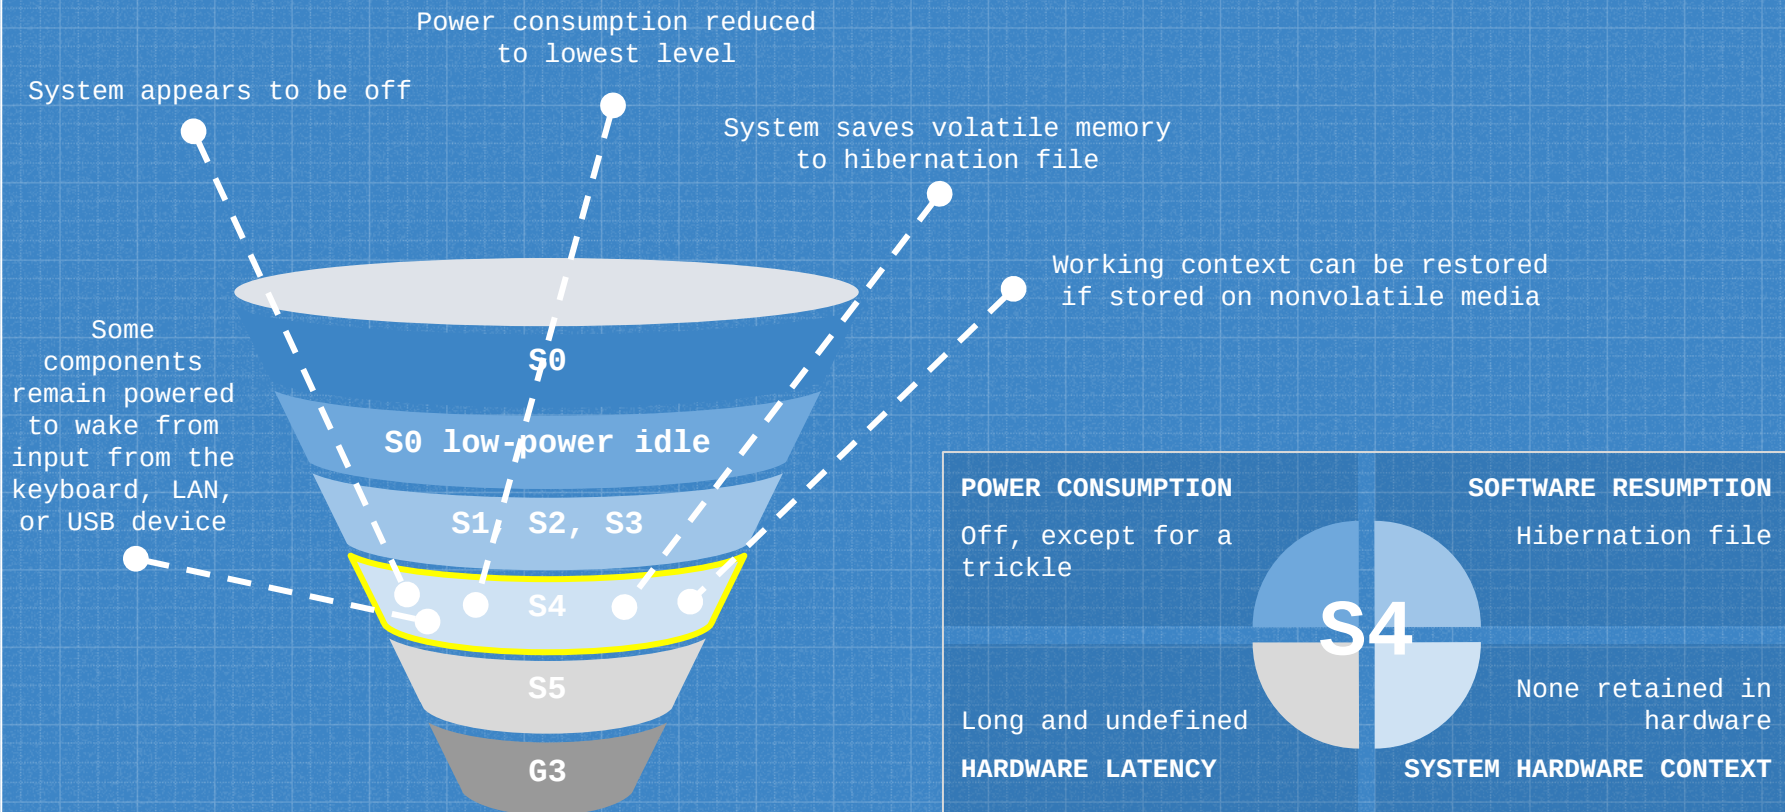 Power consumption reduced
to lowest level
System appears to be off
System saves volatile memory
to hibernation file
Working context can be restored
if stored on nonvolatile media
Some
components
remain powered
to wake from
input from the
keyboard, LAN,
or USB device
S0
S0 low-power idle
S1, S2, S3
S4
S5
G3
POWER CONSUMPTION
Off, except for a
trickle
SOFTWARE RESUMPTION
Hibernation file
S4
Long and undefined
HARDWARE LATENCY
None retained in
hardware
SYSTEM HARDWARE CONTEXT